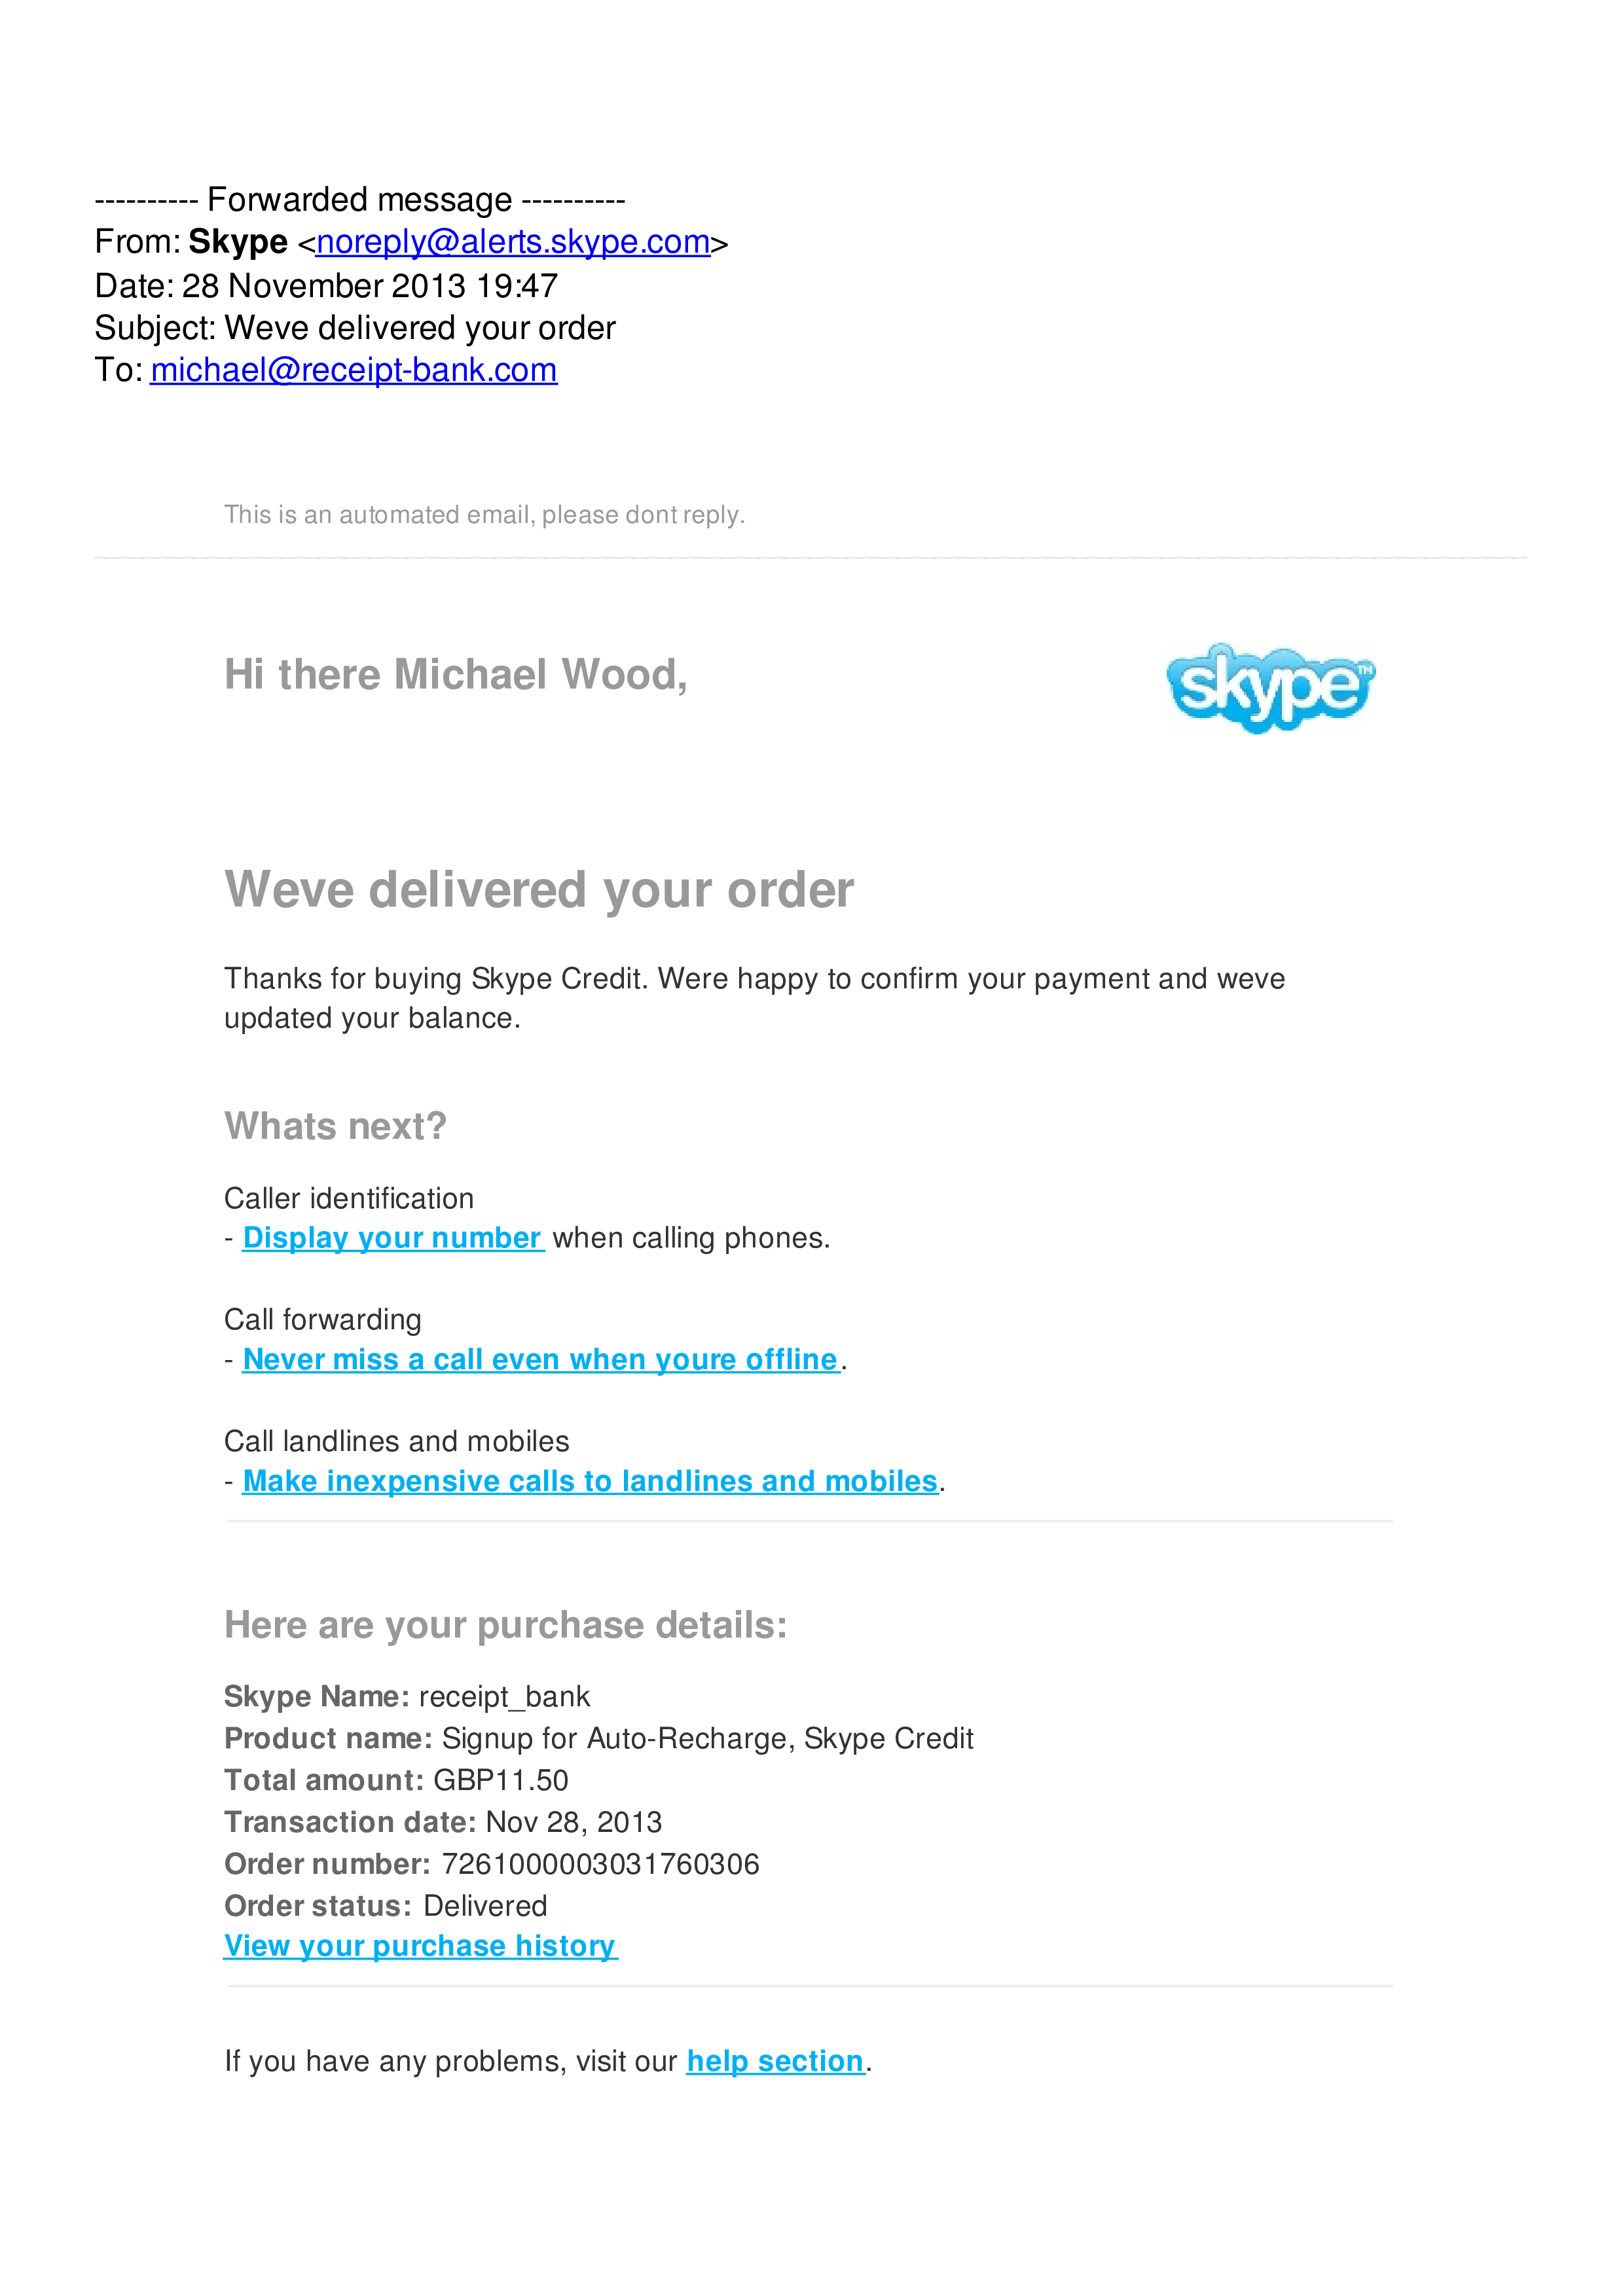 ---------- Forwarded message ----------
From: Skype <noreply@alerts.skype.com>
Date: 28 November 2013 19:47
Subject: Weve delivered your order
To: michael@receipt-bank.com
This is an automated email, please dont reply.
Hi there Michael Wood,
skype™
Weve delivered your order
Thanks for buying Skype Credit. Were happy to confirm your payment and weve
updated your balance.
Whats next?
Caller identification
- Display your number when calling phones.
Call forwarding
- Never miss a call even when youre offline.
Call landlines and mobiles
- Make inexpensive calls to landlines and mobiles.
Here are your purchase details:
Skype Name: receipt_bank
Product name: Signup for Auto-Recharge, Skype Credit
Total amount: GBP11.50
Transaction date: Nov 28, 2013
Order number: 7261000003031760306
Order status: Delivered
View your purchase history
If you have any problems, visit our help section.